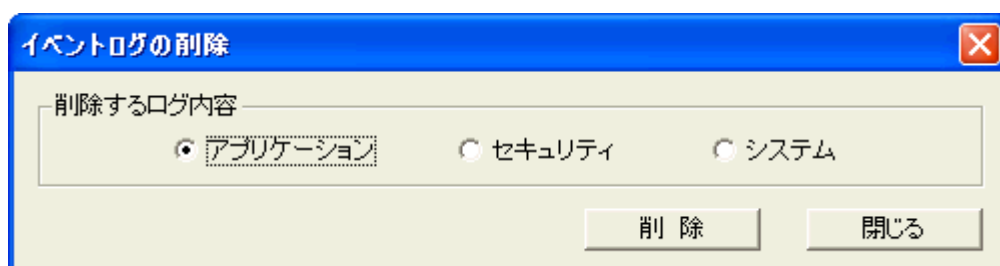 イベントログの削除
削除するログ内容
アプリケーション セキュリティ システム
削 除 閉じる